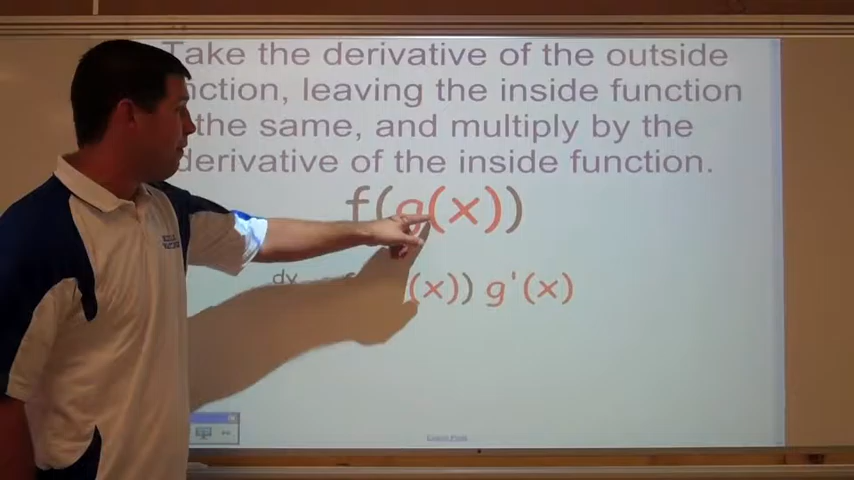 Take the derivative of the outside
nction, leaving the inside function
the same, and multiply by the
derivative of the inside function.
f(g(x))
dy (x)) g'(x)